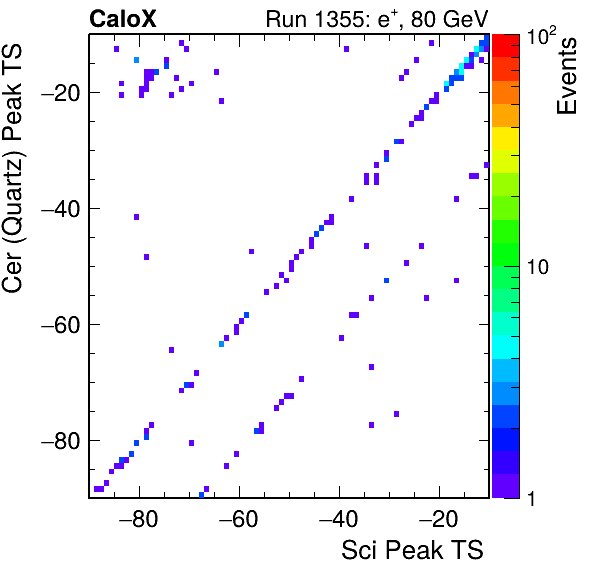 CaloX Run 1355: e⁺, 80 GeV
Cer (Quartz) Peak TS
−20
−40
−60
−80
−80 −60 −40 −20
Sci Peak TS
10²
10
1
Events